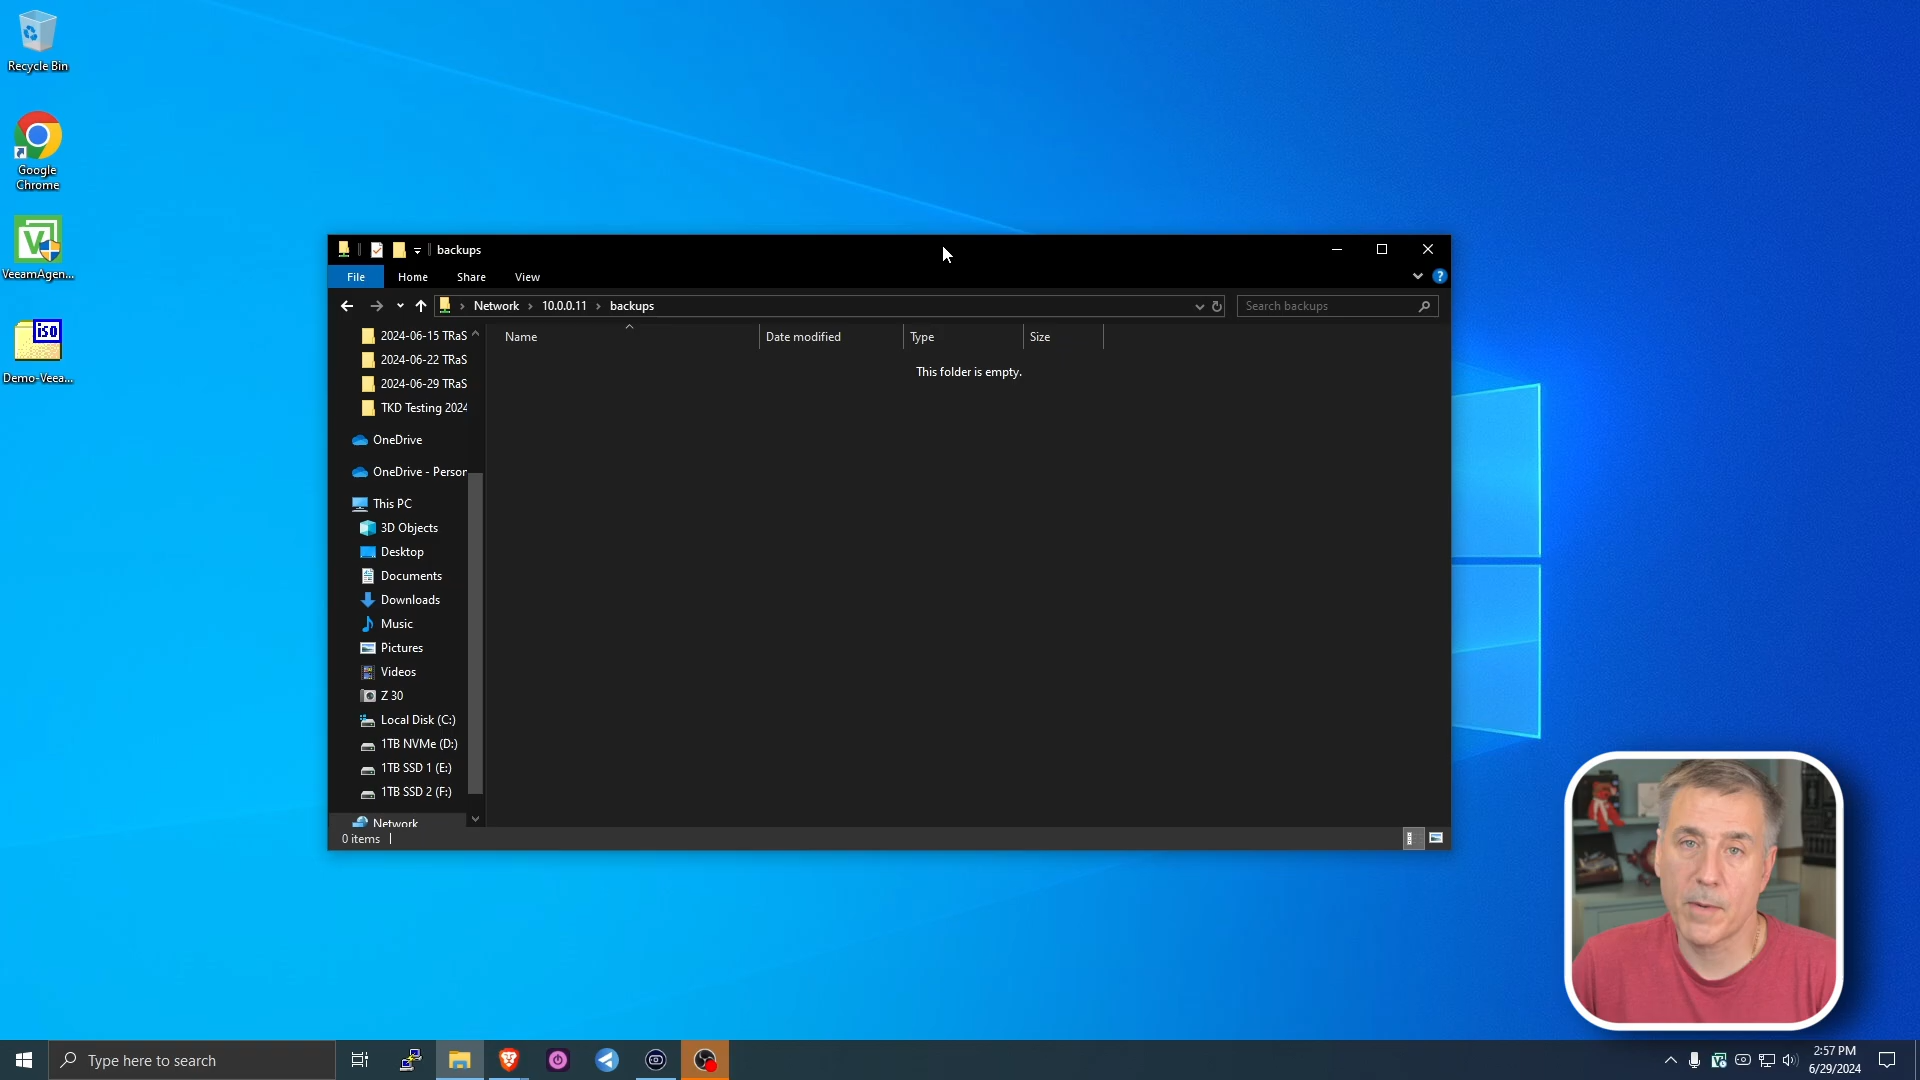 Recycle Bin
Google
Chrome
VeeamAgen...
iso
Demo-Veea...
backups
File
Home
Share
View
Network
10.0.0.11
backups
Search backups
Name
Date modified
Type
Size
This folder is empty.
2024-06-15 TRaS
2024-06-22 TRaS
2024-06-29 TRaS
TKD Testing 2024
OneDrive
OneDrive - Person
This PC
3D Objects
Desktop
Documents
Downloads
Music
Pictures
Videos
Z 30
Local Disk (C:)
1TB NVMe (D:)
1TB SSD 1 (E:)
1TB SSD 2 (F:)
Network
0 items
Type here to search
2:57 PM
6/29/2024